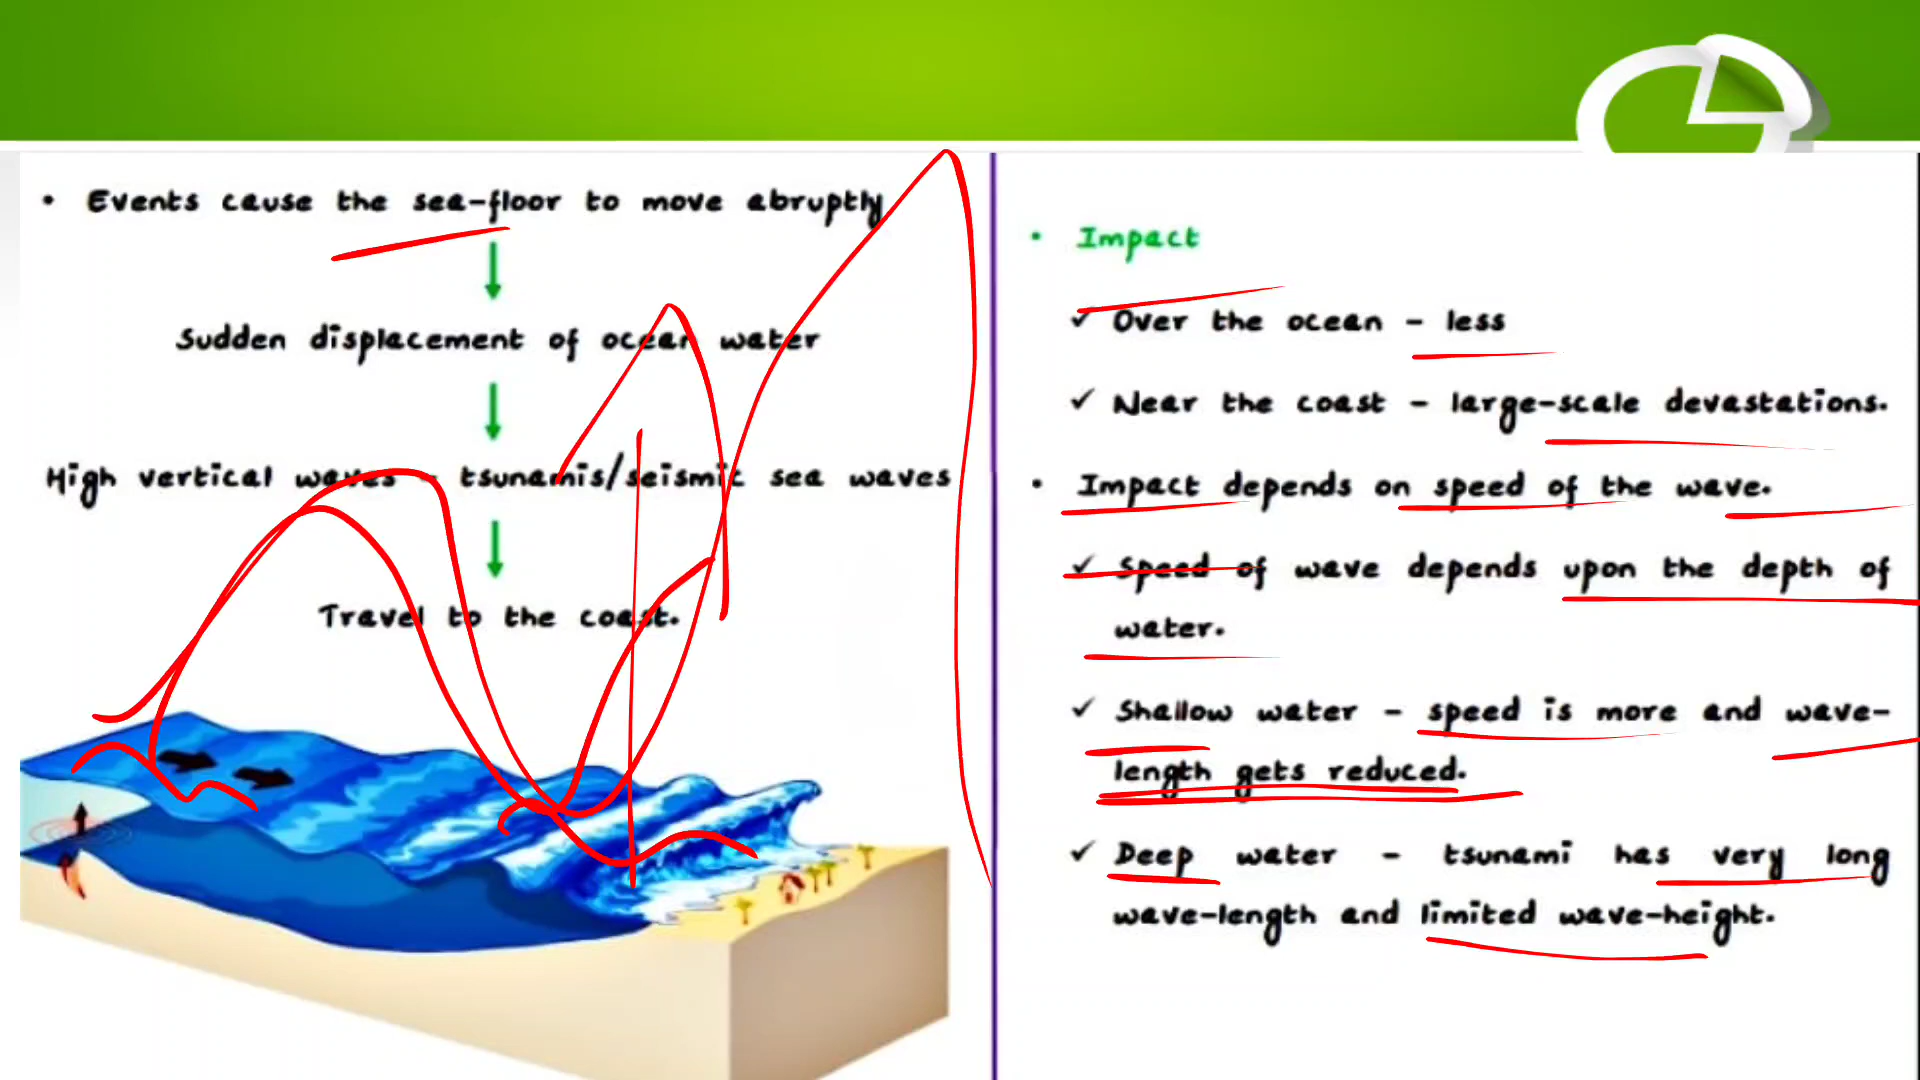 • Events cause the sea-floor to move abruptly
Sudden displacement of ocean water
High vertical waves - tsunamis/seismic sea waves
Travel to the coast.
• Impact
✓ Over the ocean - less
✓ Near the coast - large-scale devastations.
• Impact depends on speed of the wave.
✓ Speed of wave depends upon the depth of
water.
✓ Shallow water - speed is more and wave-
length gets reduced.
✓ Deep water - tsunami has very long
wave-length and limited wave-height.